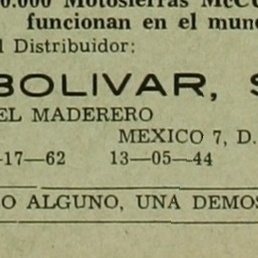 0.000 Motosierras McCu
funcionan en el mun
l Distribuidor:
BOLIVAR, S
EL MADERERO
MEXICO 7, D.
17—62 13—05—44
O ALGUNO, UNA DEMOS